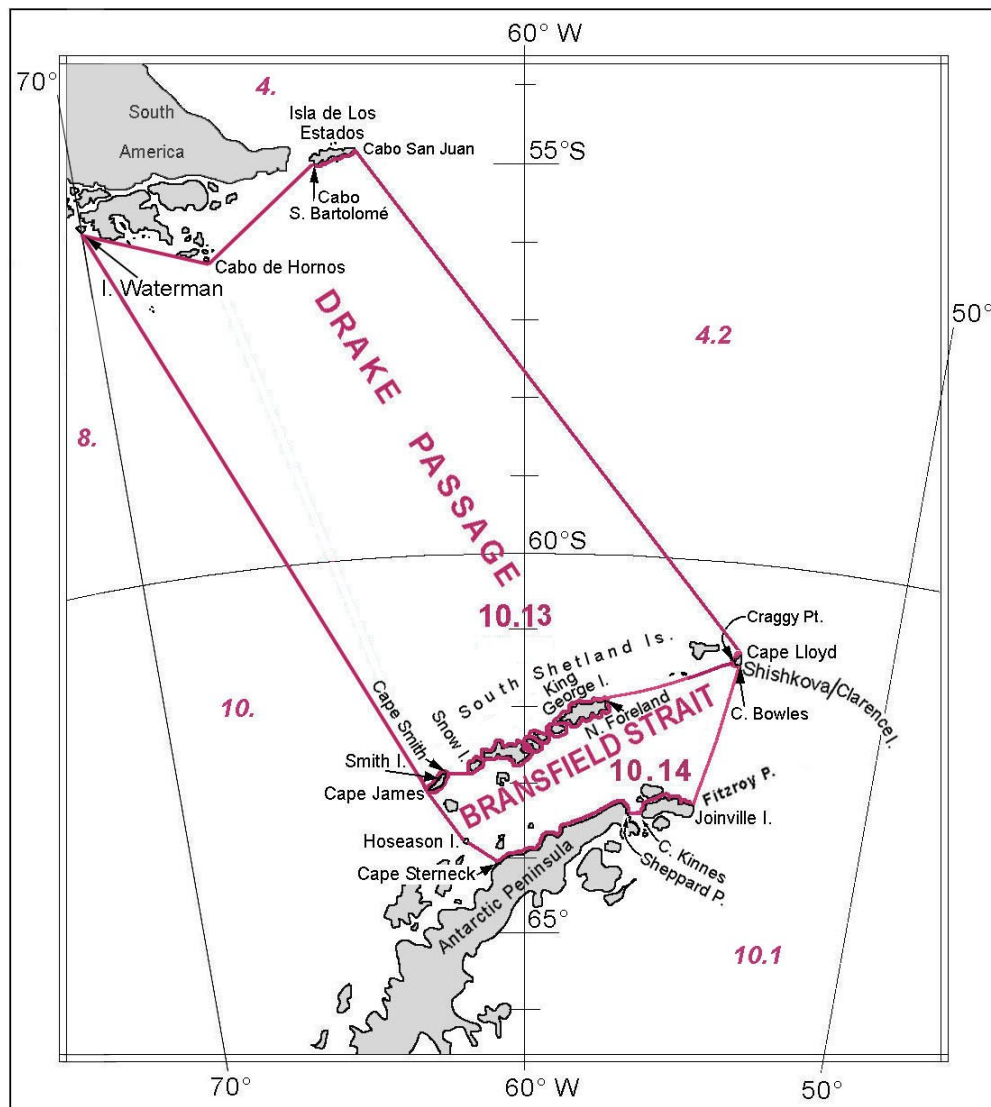 60° W
70°
4.
South
America
Isla de Los
Estados
Cabo San Juan
55°S
Cabo
S. Bartolomé
Cabo de Hornos
I. Waterman
50°
DRAKE PASSAGE
4.2
8.
60°S
10.13
Craggy Pt.
Cape Lloyd
Shishkova/Clarence I.
C. Bowles
South Shetland Is.
King
George I.
N. Foreland
Cape Smith
Snow I.
10.
Smith I.
Cape James
BRANSFIELD STRAIT
10.14
Fitzroy P.
Joinville I.
Hoseason I.
C. Kinnes
Sheppard P.
Cape Sterneck
Antarctic Peninsula
65°
10.1
70°
60° W
50°